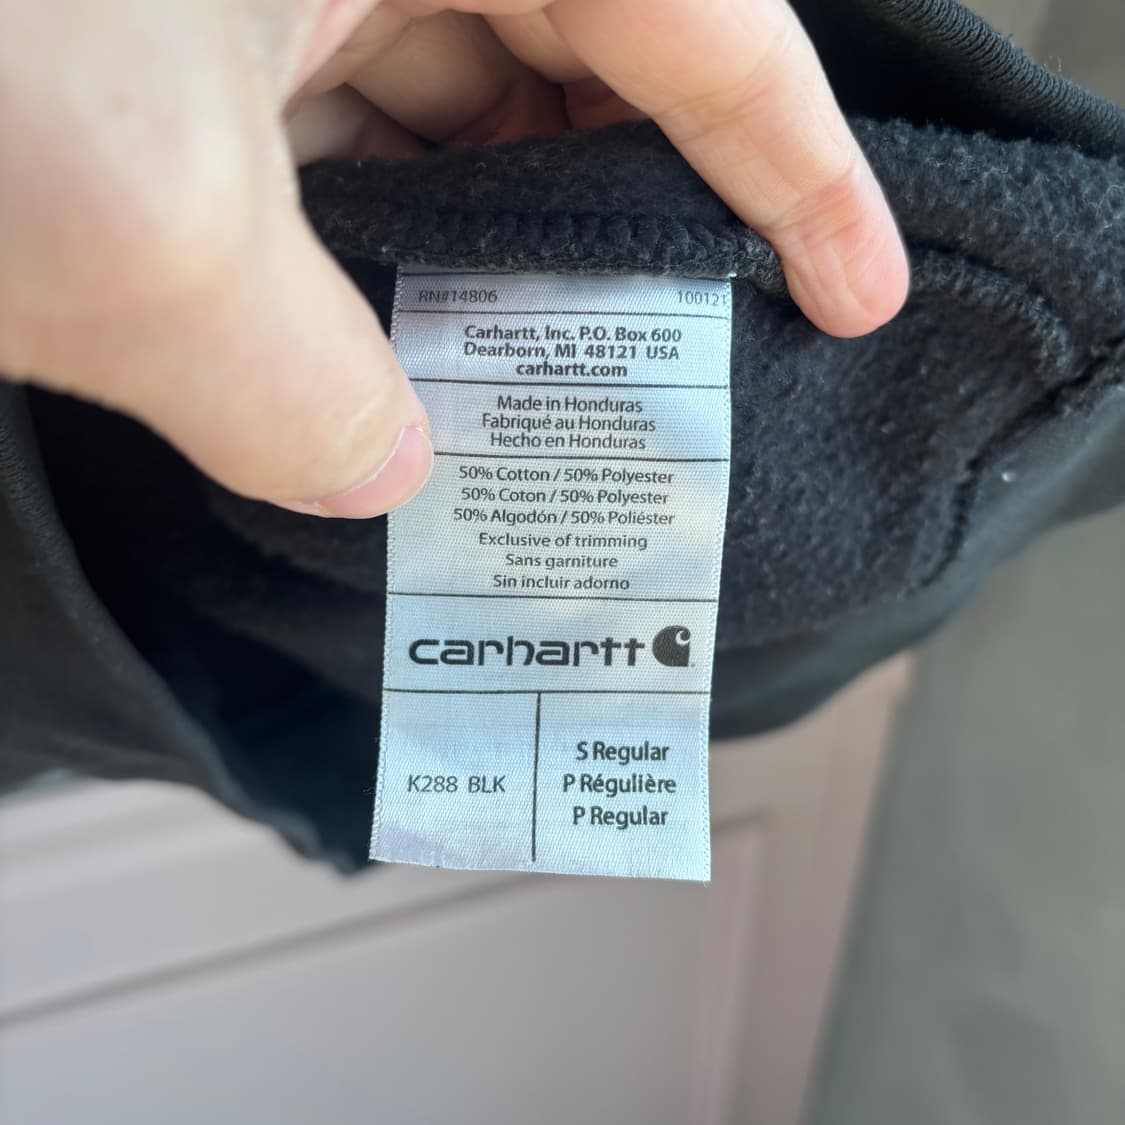 RN#14806 100121
Carhartt, Inc. P.O. Box 600
Dearborn, MI 48121 USA
carhartt.com
Made in Honduras
Fabriqué au Honduras
Hecho en Honduras
50% Cotton / 50% Polyester
50% Coton / 50% Polyester
50% Algodón / 50% Poliéster
Exclusive of trimming
Sans garniture
Sin incluir adorno
carhartt
K288 BLK
S Regular
P Régulière
P Regular